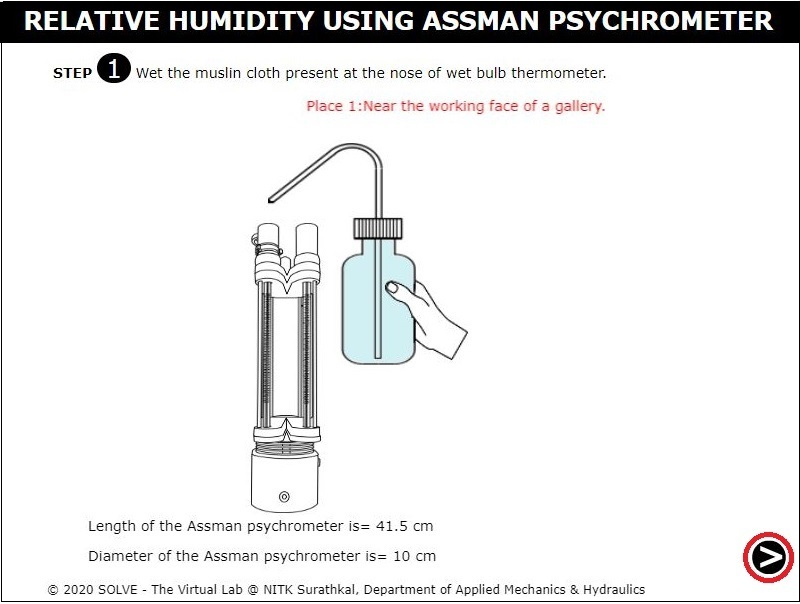 RELATIVE HUMIDITY USING ASSMAN PSYCHROMETER
STEP 1 Wet the muslin cloth present at the nose of wet bulb thermometer.
Place 1:Near the working face of a gallery.
Length of the Assman psychrometer is= 41.5 cm
Diameter of the Assman psychrometer is= 10 cm
© 2020 SOLVE - The Virtual Lab @ NITK Surathkal, Department of Applied Mechanics & Hydraulics